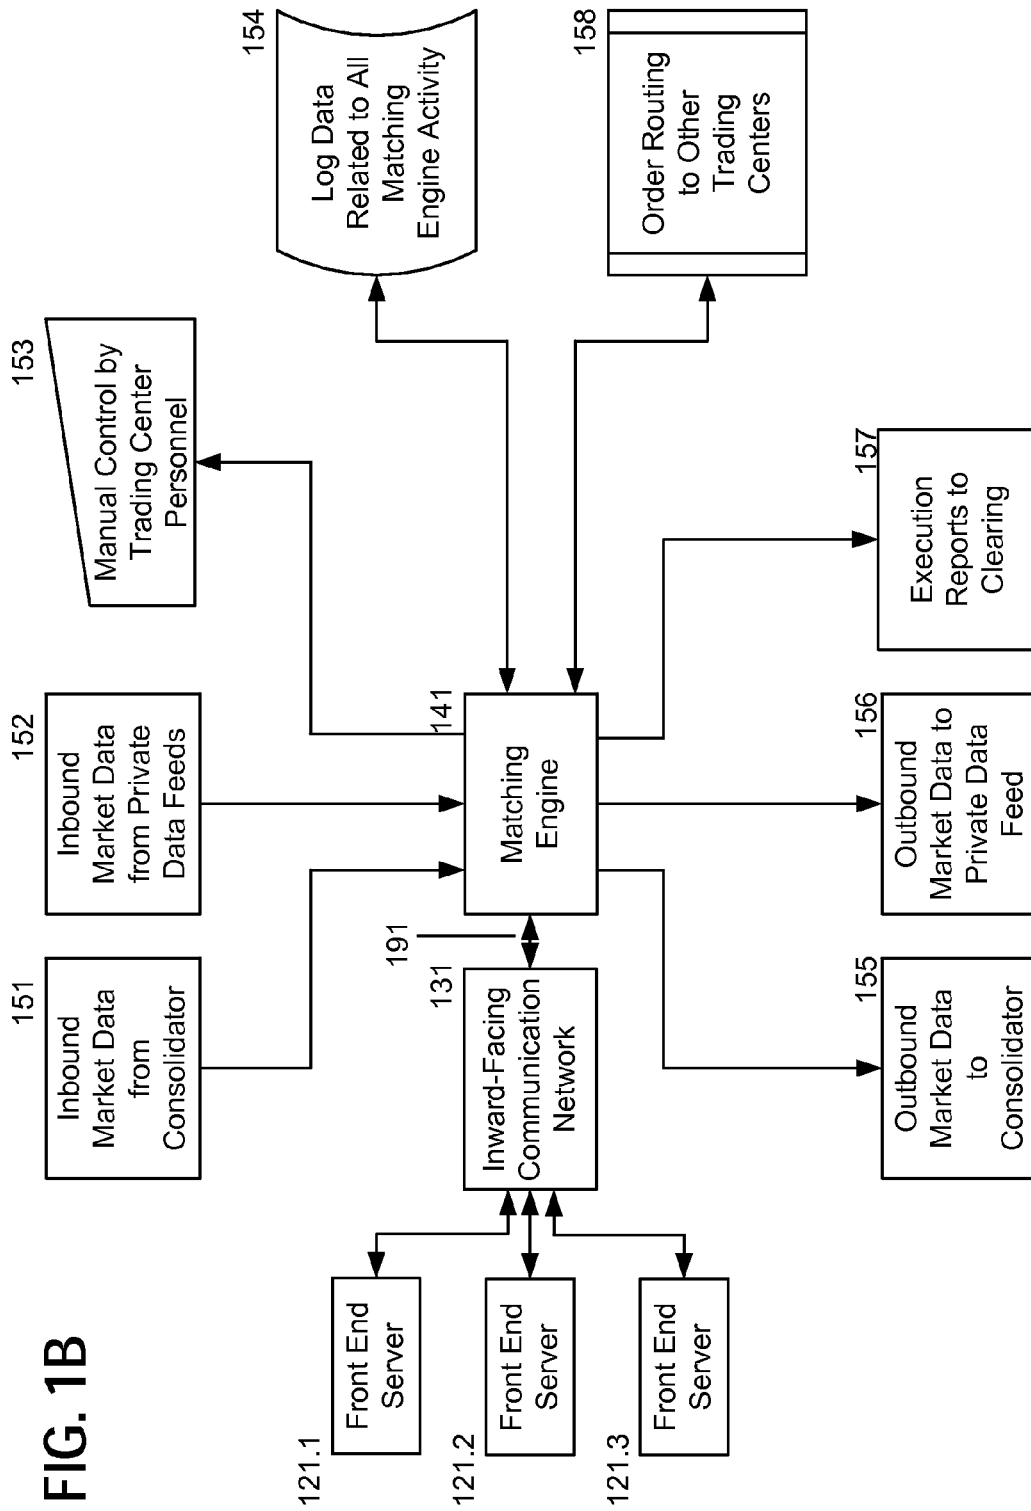 FIG. 1B
151
Inbound
Market Data
from
Consolidator
152
Inbound
Market Data
from Private
Data Feeds
153
Manual Control by
Trading Center
Personnel
154
Log Data
Related to All
Matching
Engine Activity
121.1
Front End
Server
121.2
Front End
Server
121.3
Front End
Server
131
Inward-Facing
Communication
Network
191
141
Matching
Engine
158
Order Routing
to Other
Trading
Centers
155
Outbound
Market Data
to
Consolidator
156
Outbound
Market Data to
Private Data
Feed
157
Execution
Reports to
Clearing